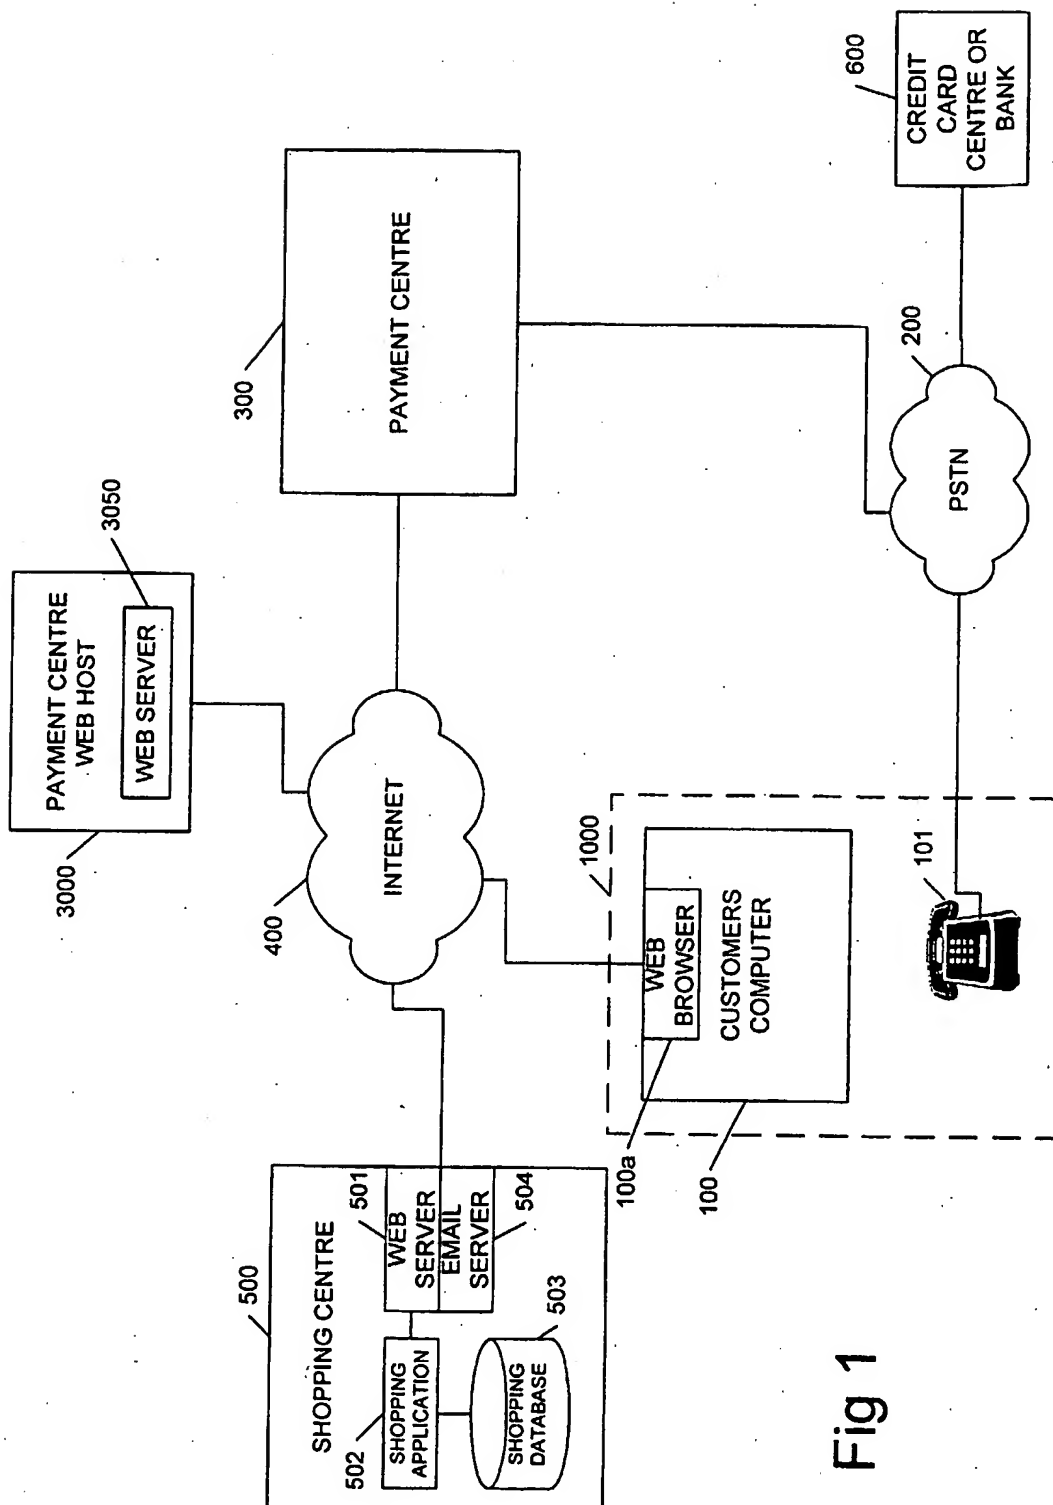 500
SHOPPING CENTRE
502
SHOPPING
APPLICATION
501
WEB
SERVER
EMAIL
SERVER
504
503
SHOPPING
DATABASE
3000
PAYMENT CENTRE
WEB HOST
WEB SERVER
3050
400
INTERNET
300
PAYMENT CENTRE
1000
WEB
BROWSER
100a
CUSTOMERS
COMPUTER
100
101
200
PSTN
600
CREDIT
CARD
CENTRE OR
BANK
Fig 1